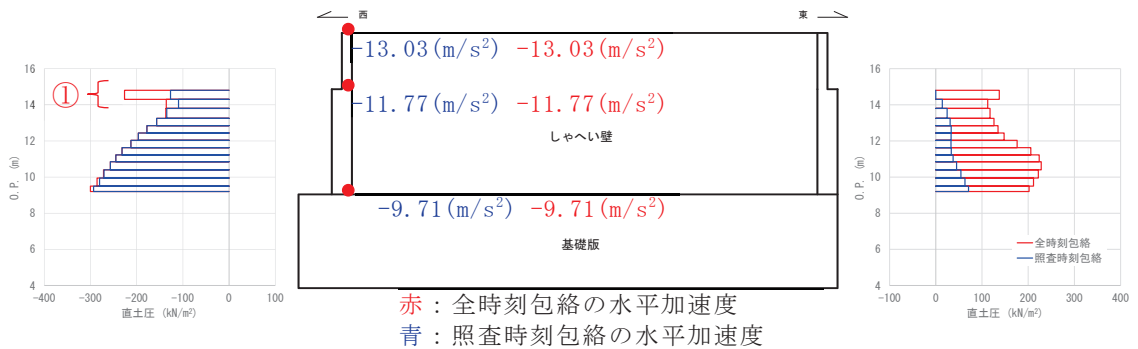 西 東
-13.03(m/s²) -13.03(m/s²)
-11.77(m/s²) -11.77(m/s²)
しゃへい壁
-9.71(m/s²) -9.71(m/s²)
基礎版
赤：全時刻包絡の水平加速度
青：照査時刻包絡の水平加速度
①
16
14
12
10
8
6
4
O.P. (m)
-400 -300 -200 -100 0 100
直土圧 (kN/m²)
16
14
12
10
8
6
4
O.P. (m)
全時刻包絡
照査時刻包絡
-100 0 100 200 300 400
直土圧 (kN/m²)